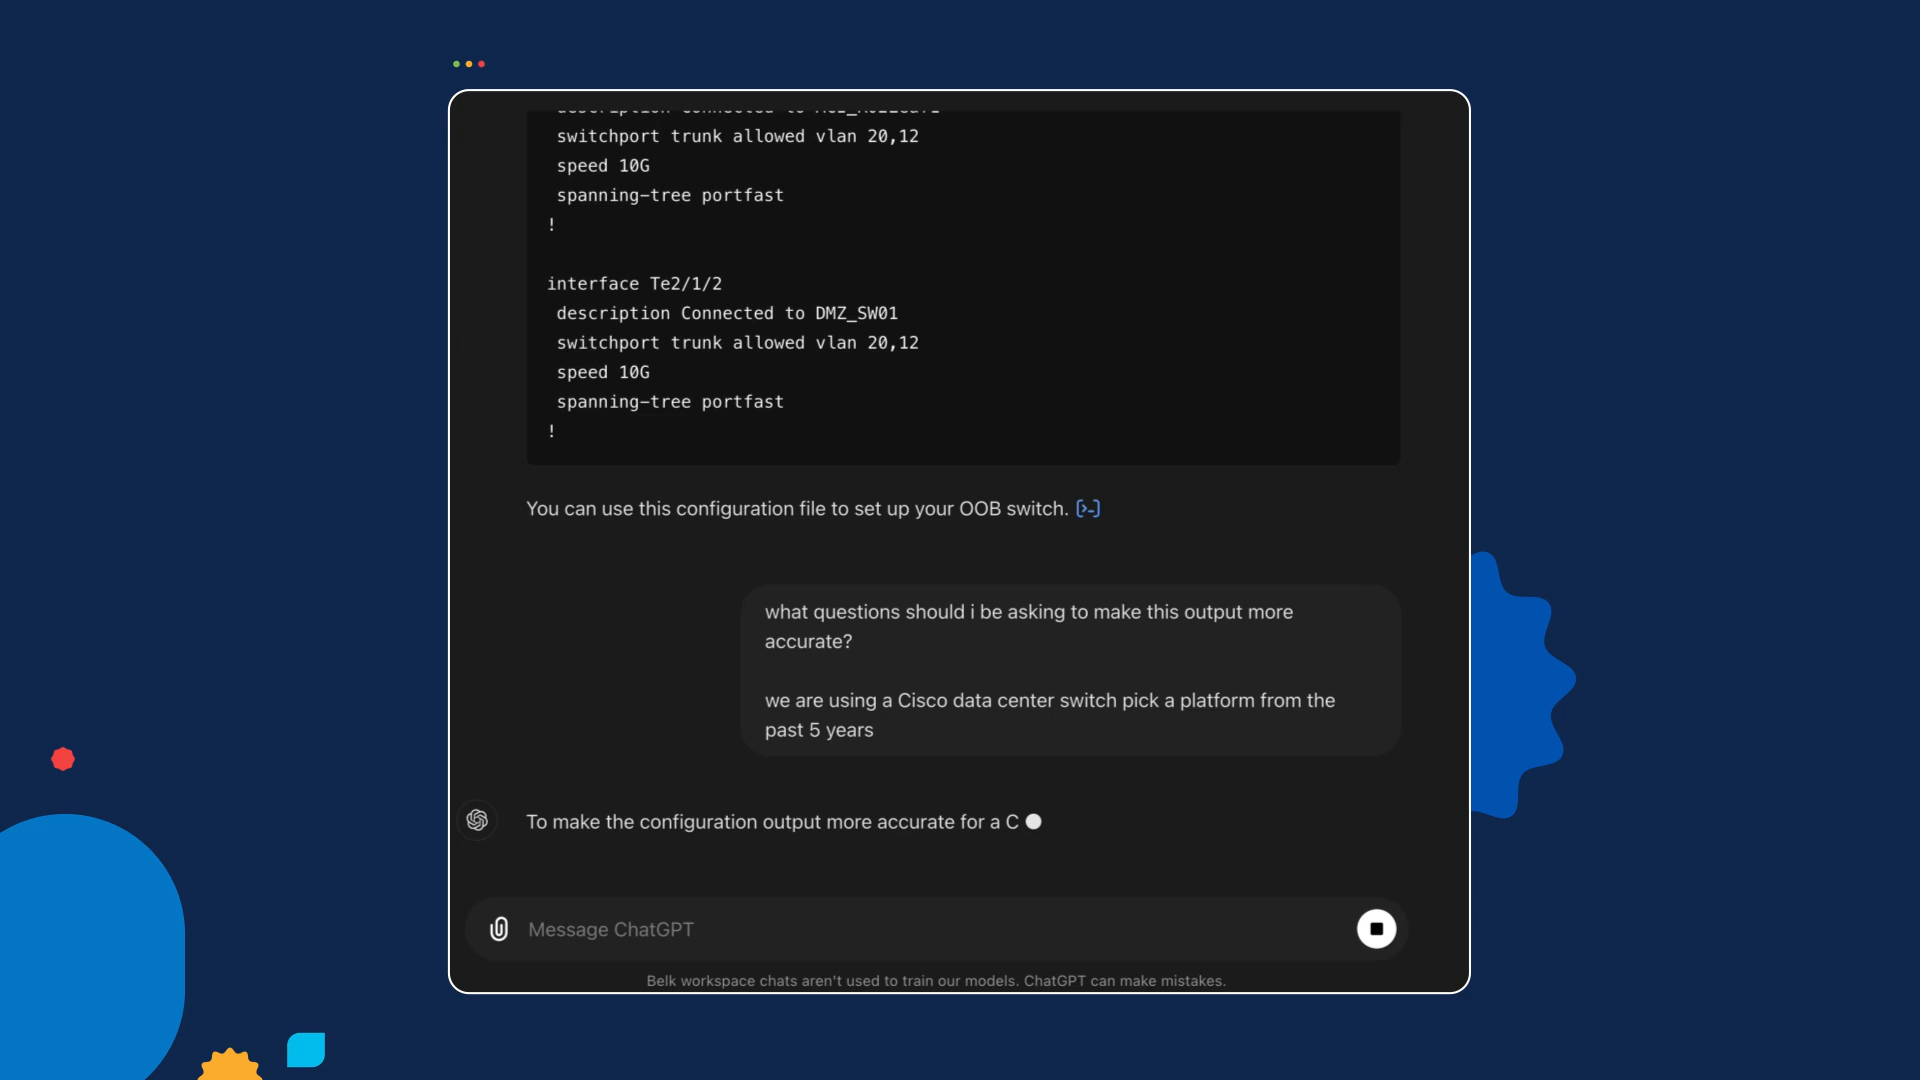 description Connected to
switchport trunk allowed vlan 20,12
speed 10G
spanning-tree portfast
!
interface Te2/1/2
description Connected to DMZ_SW01
switchport trunk allowed vlan 20,12
speed 10G
spanning-tree portfast
!
You can use this configuration file to set up your OOB switch. [>-]
what questions should i be asking to make this output more
accurate?
we are using a Cisco data center switch pick a platform from the
past 5 years
To make the configuration output more accurate for a C
Message ChatGPT
Belk workspace chats aren't used to train our models. ChatGPT can make mistakes.